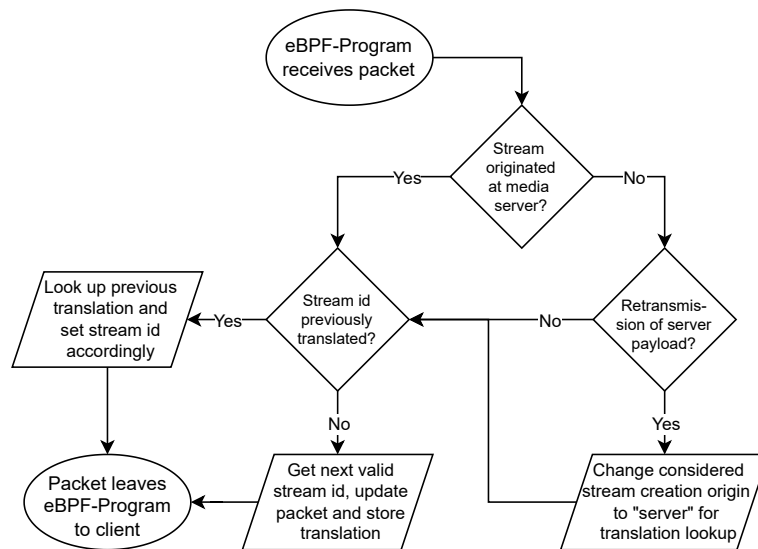 eBPF-Program
receives packet
Stream
originated
at media
server?
Yes
No
Look up previous
translation and
set stream id
accordingly
Yes
Stream id
previously
translated?
No
Retransmis-
sion of server
payload?
No
Yes
Packet leaves
eBPF-Program
to client
Get next valid
stream id, update
packet and store
translation
Change considered
stream creation origin
to "server" for
translation lookup